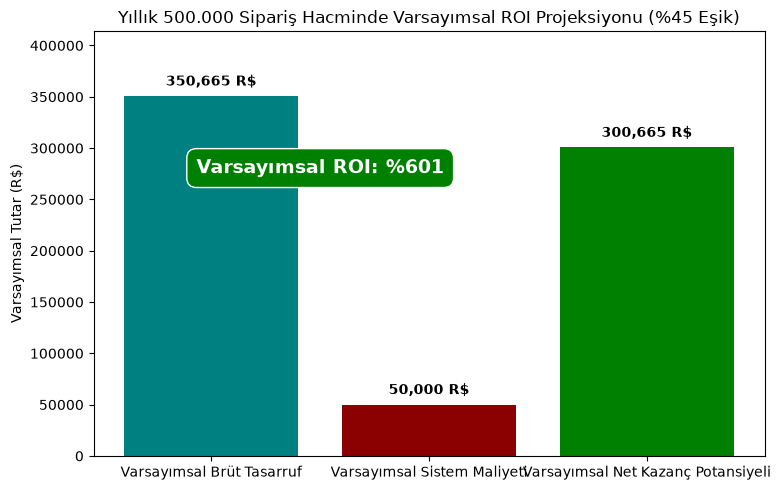 Yıllık 500.000 Sipariş Hacminde Varsayımsal ROI Projeksiyonu (%45 Eşik)
Varsayımsal Tutar (R$)
400000
350000
300000
250000
200000
150000
100000
50000
0
350,665 R$
Varsayımsal ROI: %601
50,000 R$
300,665 R$
Varsayımsal Brüt Tasarruf
Varsayımsal Sistem Maliyeti
Varsayımsal Net Kazanç Potansiyeli